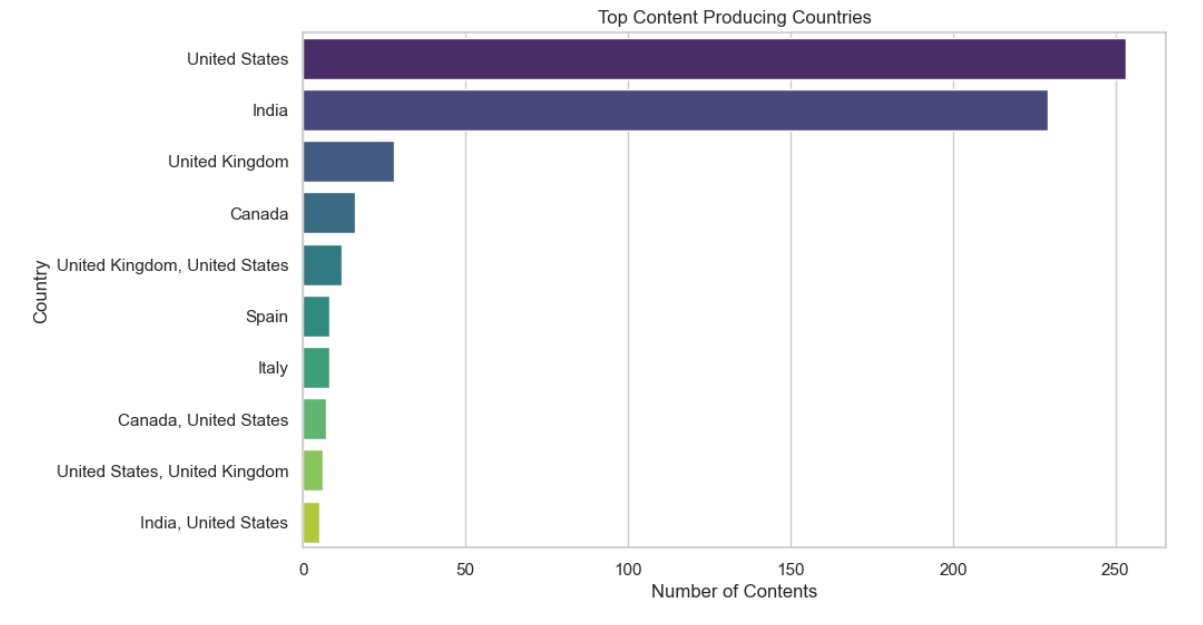 Top Content Producing Countries
United States
India
United Kingdom
Canada
United Kingdom, United States
Spain
Italy
Canada, United States
United States, United Kingdom
India, United States
Country
0 50 100 150 200 250
Number of Contents